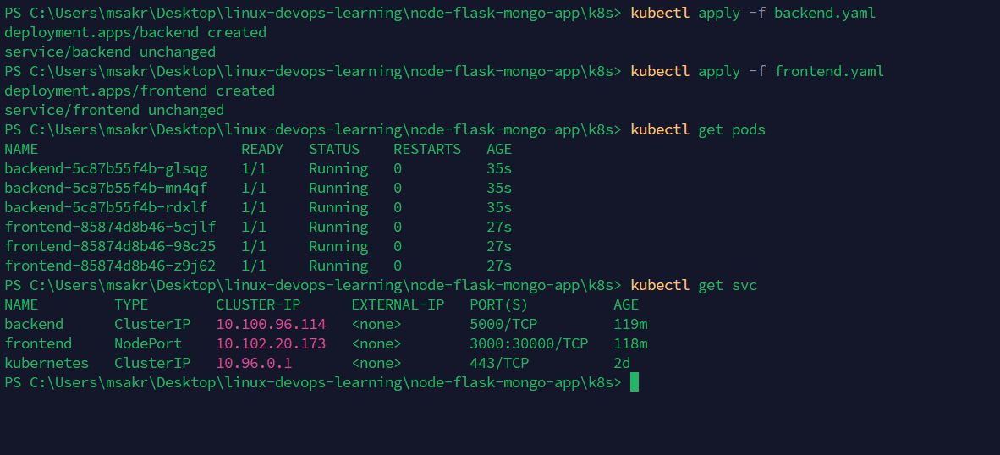 PS C:\Users\msakr\Desktop\linux-devops-learning\node-flask-mongo-app\k8s> kubectl apply -f backend.yaml
deployment.apps/backend created
service/backend unchanged
PS C:\Users\msakr\Desktop\linux-devops-learning\node-flask-mongo-app\k8s> kubectl apply -f frontend.yaml
deployment.apps/frontend created
service/frontend unchanged
PS C:\Users\msakr\Desktop\linux-devops-learning\node-flask-mongo-app\k8s> kubectl get pods
NAME                        READY   STATUS    RESTARTS   AGE
backend-5c87b55f4b-glsqg    1/1     Running   0          35s
backend-5c87b55f4b-mn4qf    1/1     Running   0          35s
backend-5c87b55f4b-rdxlf    1/1     Running   0          35s
frontend-85874d8b46-5cjlf   1/1     Running   0          27s
frontend-85874d8b46-98c25   1/1     Running   0          27s
frontend-85874d8b46-z9j62   1/1     Running   0          27s
PS C:\Users\msakr\Desktop\linux-devops-learning\node-flask-mongo-app\k8s> kubectl get svc
NAME         TYPE        CLUSTER-IP      EXTERNAL-IP   PORT(S)          AGE
backend      ClusterIP   10.100.96.114   <none>        5000/TCP         119m
frontend     NodePort    10.102.20.173   <none>        3000:30000/TCP   118m
kubernetes   ClusterIP   10.96.0.1       <none>        443/TCP          2d
PS C:\Users\msakr\Desktop\linux-devops-learning\node-flask-mongo-app\k8s>